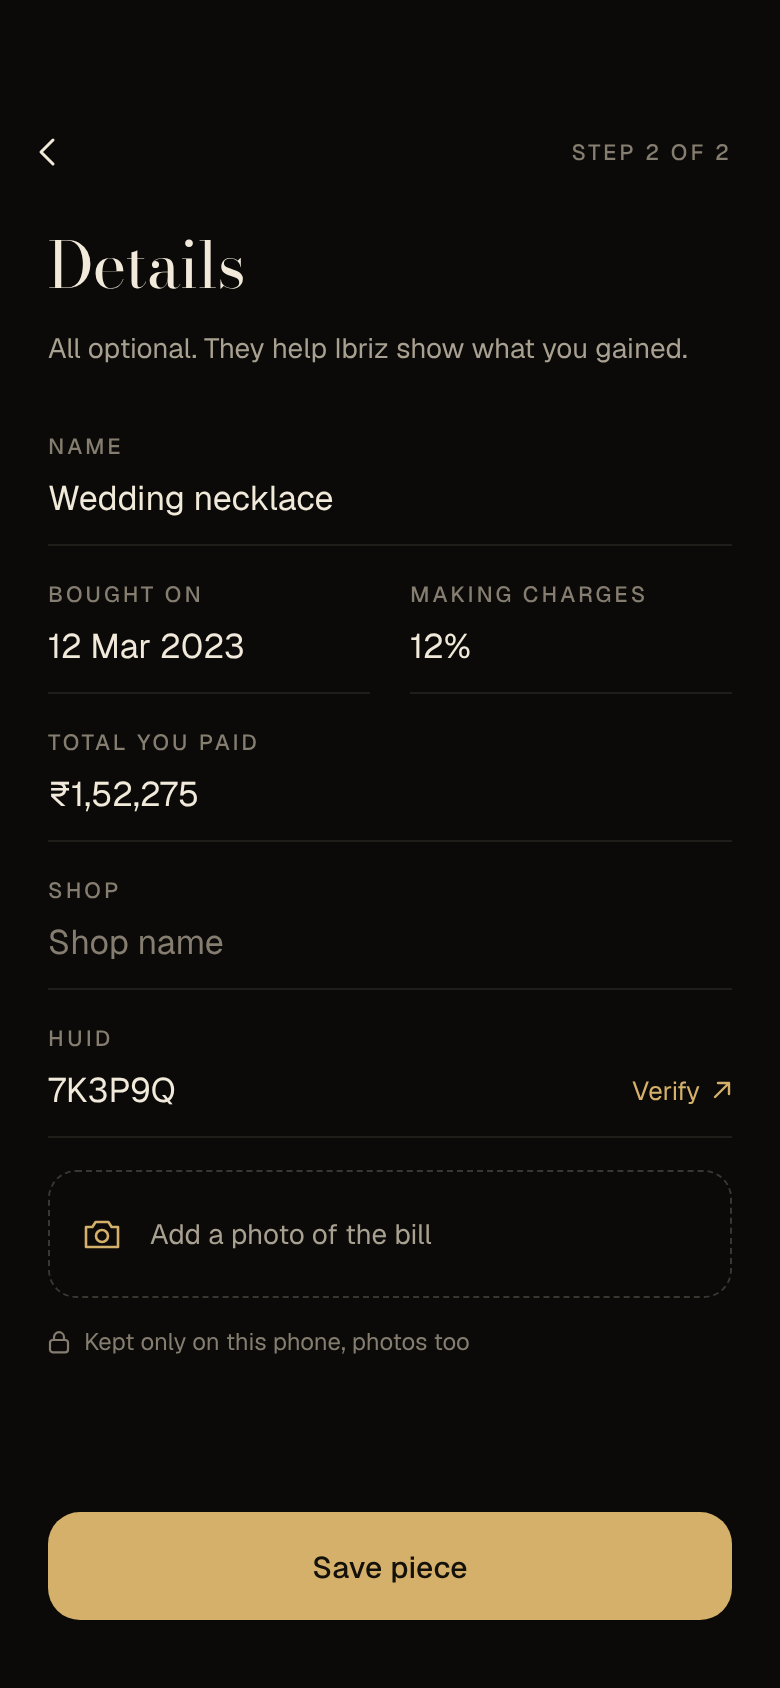 STEP 2 OF 2
Details
All optional. They help Ibriz show what you gained.
NAME
Wedding necklace
BOUGHT ON
MAKING CHARGES
12 Mar 2023
12%
TOTAL YOU PAID
₹1,52,275
SHOP
Shop name
HUID
7K3P9Q
Verify ↗
Add a photo of the bill
Kept only on this phone, photos too
Save piece